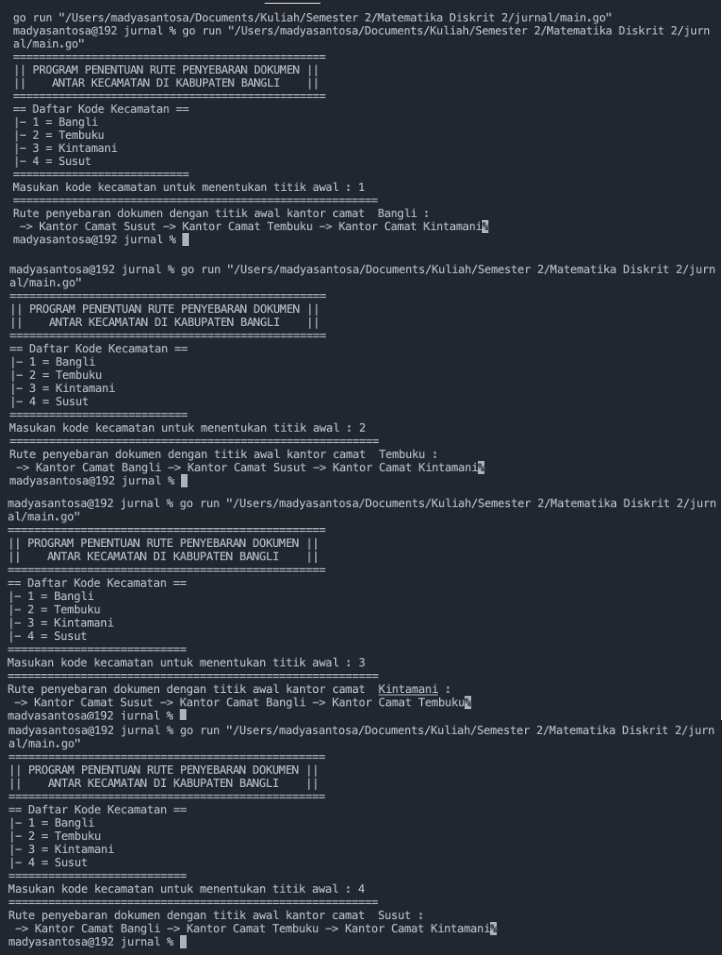 go run "/Users/madyasantosa/Documents/Kuliah/Semester 2/Matematika Diskrit 2/jurnal/main.go"
madyasantosa@192 jurnal % go run "/Users/madyasantosa/Documents/Kuliah/Semester 2/Matematika Diskrit 2/jurn
al/main.go"
===============================================
|| PROGRAM PENENTUAN RUTE PENYEBARAN DOKUMEN ||
||    ANTAR KECAMATAN DI KABUPATEN BANGLI    ||
===============================================
== Daftar Kode Kecamatan ==
|- 1 = Bangli
|- 2 = Tembuku
|- 3 = Kintamani
|- 4 = Susut
===========================
Masukan kode kecamatan untuk menentukan titik awal : 1
=======================================================
Rute penyebaran dokumen dengan titik awal kantor camat  Bangli :
 -> Kantor Camat Susut -> Kantor Camat Tembuku -> Kantor Camat Kintamani%
madyasantosa@192 jurnal %
madyasantosa@192 jurnal % go run "/Users/madyasantosa/Documents/Kuliah/Semester 2/Matematika Diskrit 2/jurn
al/main.go"
===============================================
|| PROGRAM PENENTUAN RUTE PENYEBARAN DOKUMEN ||
||    ANTAR KECAMATAN DI KABUPATEN BANGLI    ||
===============================================
== Daftar Kode Kecamatan ==
|- 1 = Bangli
|- 2 = Tembuku
|- 3 = Kintamani
|- 4 = Susut
===========================
Masukan kode kecamatan untuk menentukan titik awal : 2
=======================================================
Rute penyebaran dokumen dengan titik awal kantor camat  Tembuku :
 -> Kantor Camat Bangli -> Kantor Camat Susut -> Kantor Camat Kintamani%
madyasantosa@192 jurnal %
madyasantosa@192 jurnal % go run "/Users/madyasantosa/Documents/Kuliah/Semester 2/Matematika Diskrit 2/jurn
al/main.go"
===============================================
|| PROGRAM PENENTUAN RUTE PENYEBARAN DOKUMEN ||
||    ANTAR KECAMATAN DI KABUPATEN BANGLI    ||
===============================================
== Daftar Kode Kecamatan ==
|- 1 = Bangli
|- 2 = Tembuku
|- 3 = Kintamani
|- 4 = Susut
===========================
Masukan kode kecamatan untuk menentukan titik awal : 3
=======================================================
Rute penyebaran dokumen dengan titik awal kantor camat  Kintamani :
 -> Kantor Camat Susut -> Kantor Camat Bangli -> Kantor Camat Tembuku%
madyasantosa@192 jurnal %
madyasantosa@192 jurnal % go run "/Users/madyasantosa/Documents/Kuliah/Semester 2/Matematika Diskrit 2/jurn
al/main.go"
===============================================
|| PROGRAM PENENTUAN RUTE PENYEBARAN DOKUMEN ||
||    ANTAR KECAMATAN DI KABUPATEN BANGLI    ||
===============================================
== Daftar Kode Kecamatan ==
|- 1 = Bangli
|- 2 = Tembuku
|- 3 = Kintamani
|- 4 = Susut
===========================
Masukan kode kecamatan untuk menentukan titik awal : 4
=======================================================
Rute penyebaran dokumen dengan titik awal kantor camat  Susut :
 -> Kantor Camat Bangli -> Kantor Camat Tembuku -> Kantor Camat Kintamani%
madyasantosa@192 jurnal %